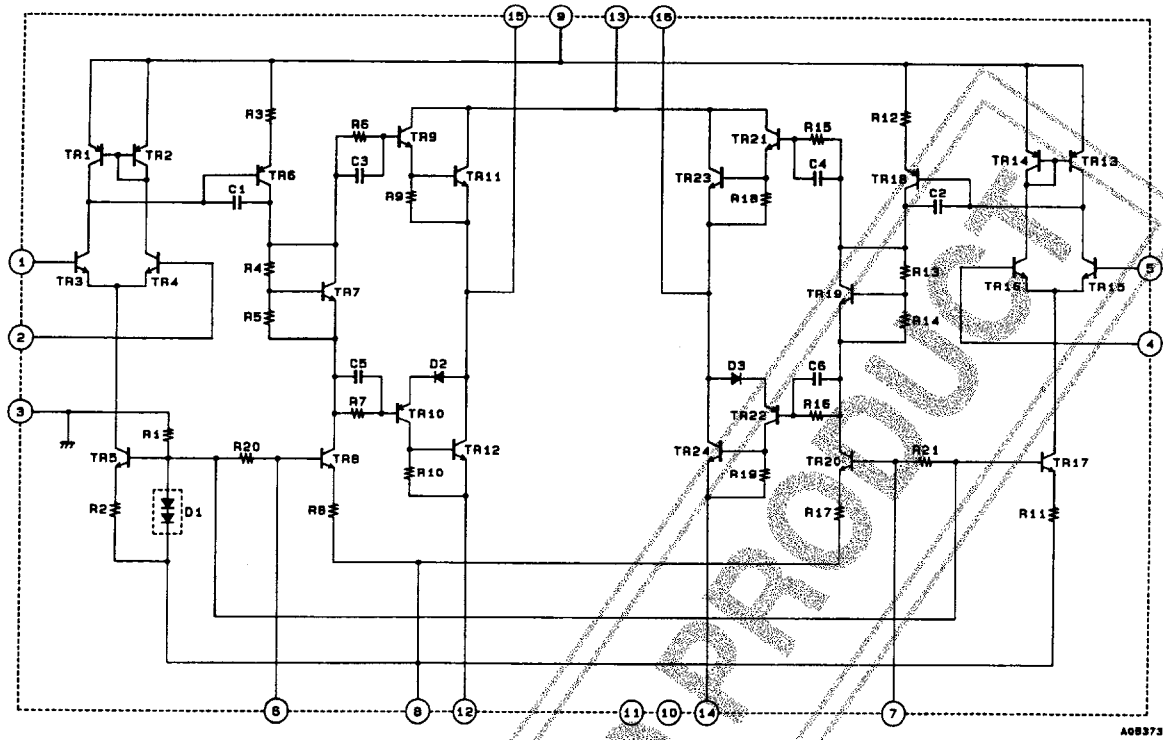 15 9 13 16
R3 R12
R6 TR9 TR21 R15
TR1 TR2 TR14 TR13
C3 C4
TR6 TR11 TR23 TR18
C1 R9 R18 C2
1 5
R4 R13
TR3 TR4 TR7 TR19 TR16 TR15
R5 R14
2 4
C5 D2 D3 C6
3
R7 TR10 TR22 R16
R1
R20 R21
TR5 TR8 TR12 TR24 TR20 TR17
R10 R19
R2 D1 R8 R17 R11
PRODUCT
6 8 12 11 10 14 7
A05373